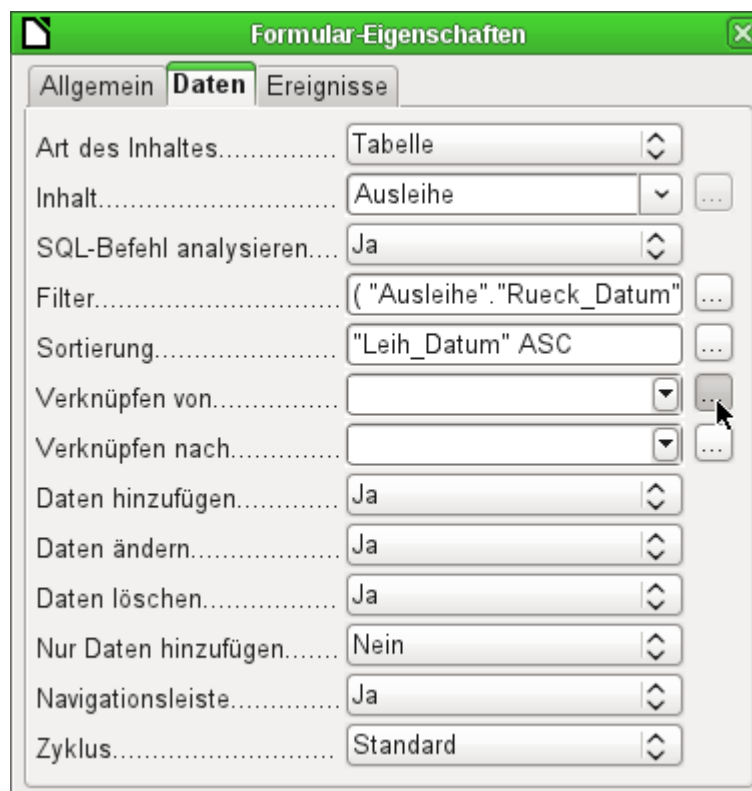 Formular-Eigenschaften
Allgemein Daten Ereignisse
Art des Inhaltes............... Tabelle
Inhalt............................ Ausleihe ...
SQL-Befehl analysieren.... Ja
Filter............................. ( "Ausleihe"."Rueck_Datum" ...
Sortierung...................... "Leih_Datum" ASC ...
Verknüpfen von............... ...
Verknüpfen nach............. ...
Daten hinzufügen............ Ja
Daten ändern.................. Ja
Daten löschen................. Ja
Nur Daten hinzufügen....... Nein
Navigationsleiste............. Ja
Zyklus............................ Standard